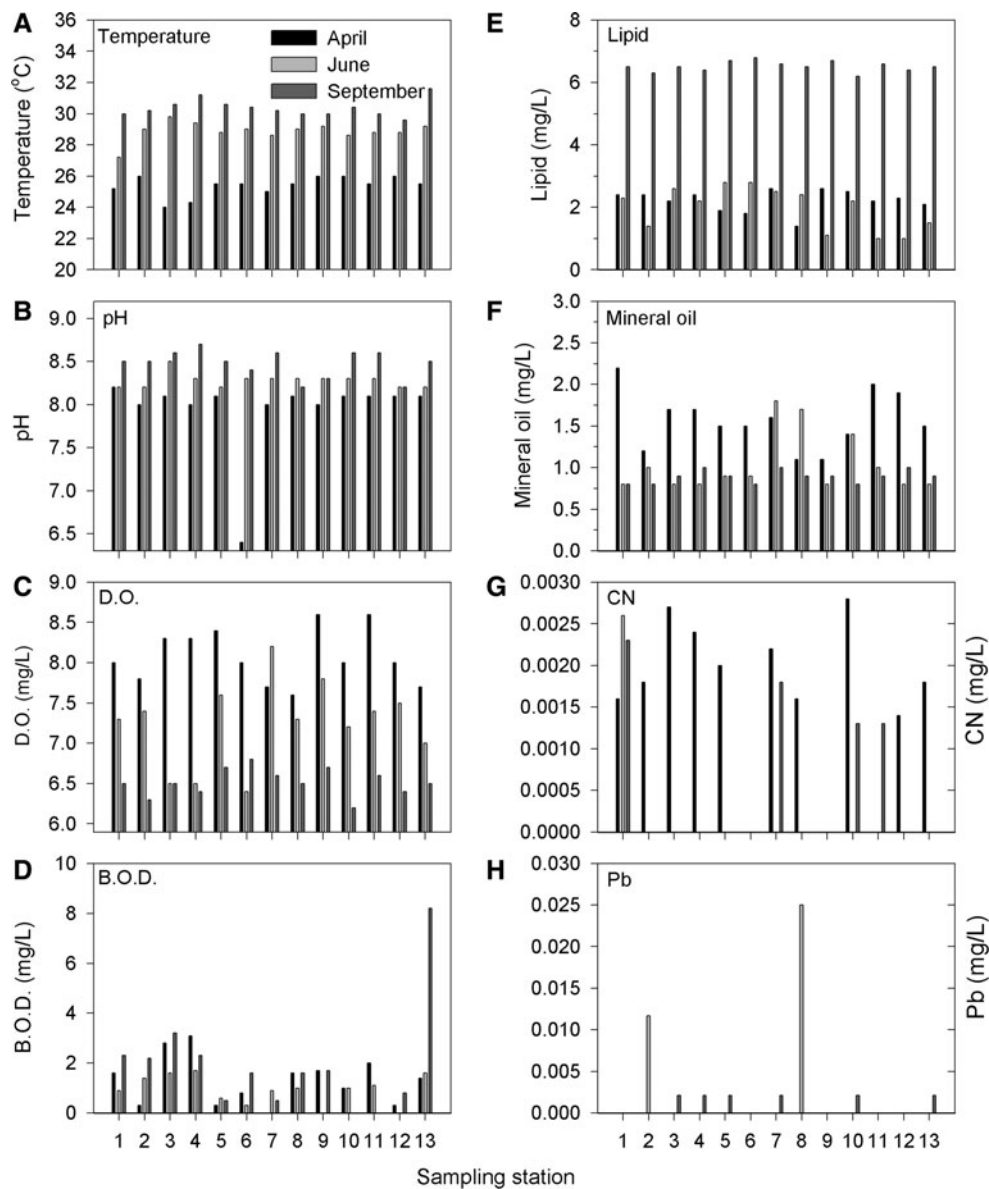 A
Temperature
April
June
September
Temperature (°C)
36
34
32
30
28
26
24
22
20
B
pH
pH
9.0
8.5
8.0
7.5
7.0
6.5
C
D.O.
D.O. (mg/L)
9.0
8.5
8.0
7.5
7.0
6.5
6.0
D
B.O.D.
B.O.D. (mg/L)
10
8
6
4
2
0
1 2 3 4 5 6 7 8 9 10 11 12 13
E
Lipid
Lipid (mg/L)
8
6
4
2
0
F
Mineral oil
Mineral oil (mg/L)
3.0
2.5
2.0
1.5
1.0
0.5
0.0
G
CN
CN (mg/L)
0.0030
0.0025
0.0020
0.0015
0.0010
0.0005
0.0000
H
Pb
Pb (mg/L)
0.030
0.025
0.020
0.015
0.010
0.005
0.000
1 2 3 4 5 6 7 8 9 10 11 12 13
Sampling station